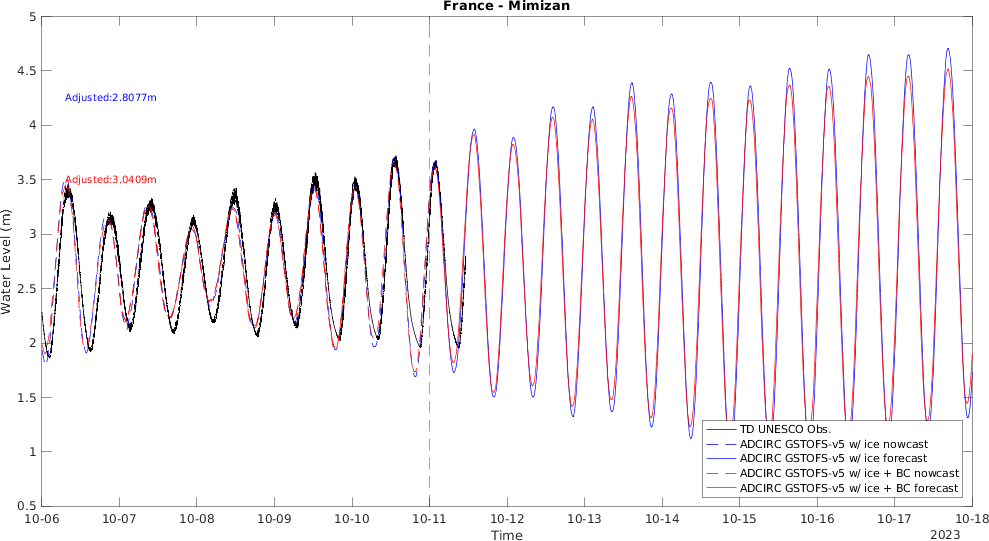 France - Mimizan
5
4.5
4
3.5
3
2.5
2
1.5
1
0.5
Water Level (m)
Adjusted:2.8077m
Adjusted:3.0409m
TD UNESCO Obs.
ADCIRC GSTOFS-v5 w/ ice nowcast
ADCIRC GSTOFS-v5 w/ ice forecast
ADCIRC GSTOFS-v5 w/ ice + BC nowcast
ADCIRC GSTOFS-v5 w/ ice + BC forecast
10-06 10-07 10-08 10-09 10-10 10-11 10-12 10-13 10-14 10-15 10-16 10-17 10-18
Time
2023